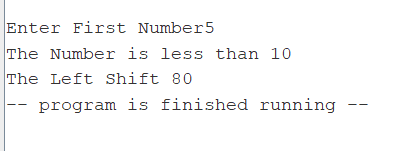 Enter First Number5
The Number is less than 10
The Left Shift 80
-- program is finished running --